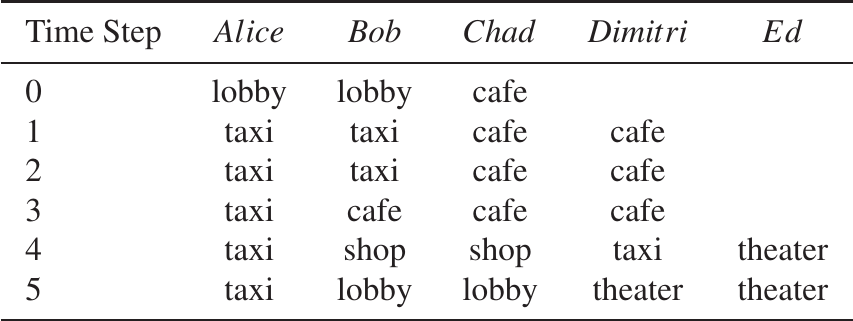 Time Step Alice Bob Chad Dimitri Ed
0 lobby lobby cafe
1 taxi taxi cafe cafe
2 taxi taxi cafe cafe
3 taxi cafe cafe cafe
4 taxi shop shop taxi theater
5 taxi lobby lobby theater theater